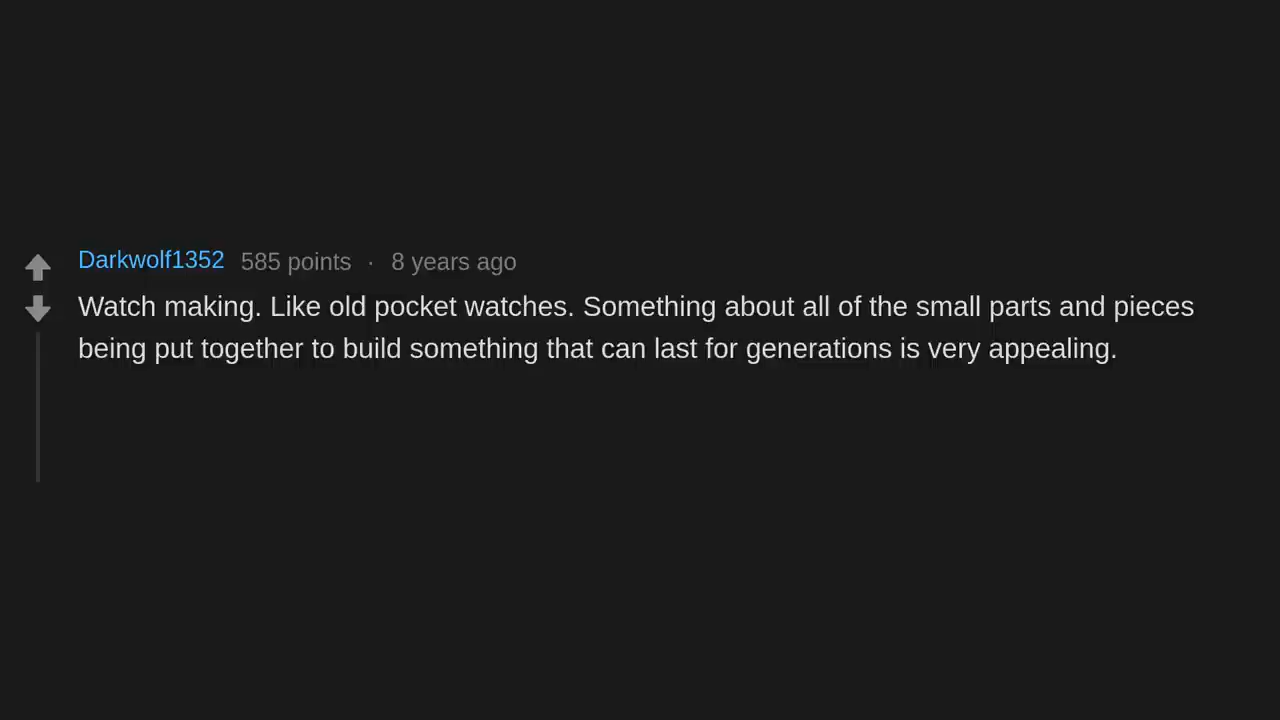 Darkwolf1352 585 points · 8 years ago
Watch making. Like old pocket watches. Something about all of the small parts and pieces
being put together to build something that can last for generations is very appealing.